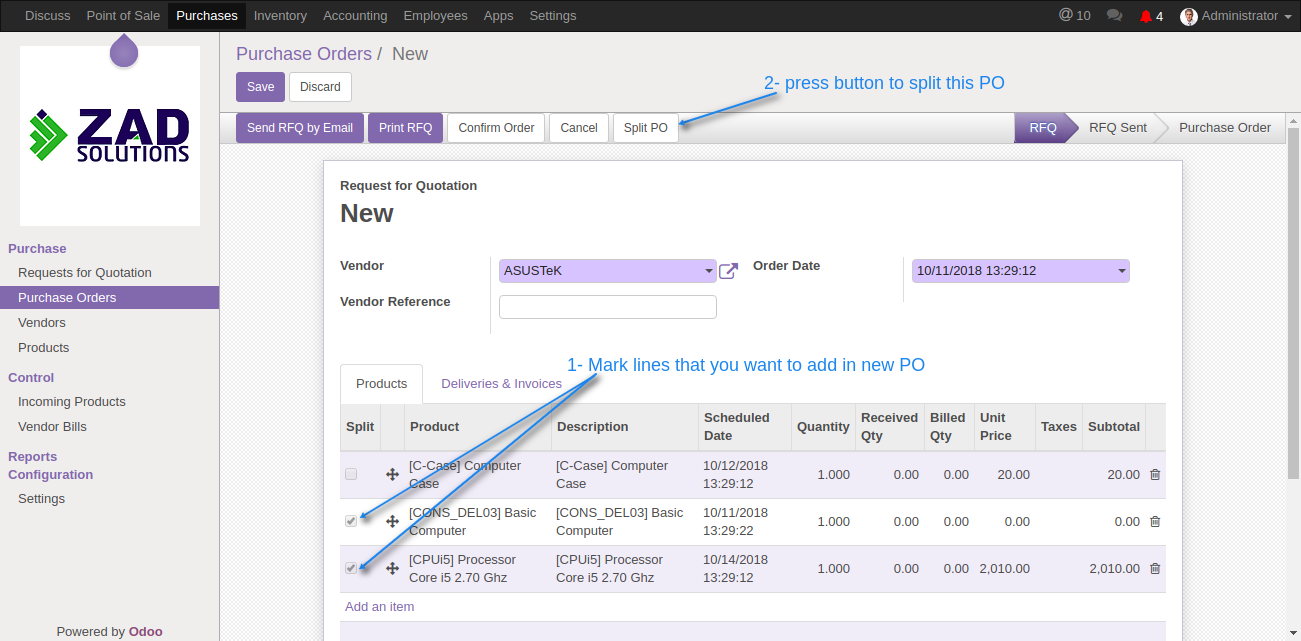 Discuss Point of Sale Purchases Inventory Accounting Employees Apps Settings @ 10 4 Administrator
ZAD
SOLUTIONS
Purchase
Requests for Quotation
Purchase Orders
Vendors
Products
Control
Incoming Products
Vendor Bills
Reports
Configuration
Settings
Powered by Odoo
Purchase Orders / New
Save Discard
2- press button to split this PO
Send RFQ by Email Print RFQ Confirm Order Cancel Split PO RFQ RFQ Sent Purchase Order
Request for Quotation
New
Vendor ASUSTeK Order Date 10/11/2018 13:29:12
Vendor Reference
1- Mark lines that you want to add in new PO
Products Deliveries & Invoices
Split Product Description Scheduled Date Quantity Received Qty Billed Qty Unit Price Taxes Subtotal
[C-Case] Computer Case [C-Case] Computer Case 10/12/2018 13:29:12 1.000 0.00 0.00 20.00 20.00
[CONS_DEL03] Basic Computer [CONS_DEL03] Basic Computer 10/11/2018 13:29:22 1.000 0.00 0.00 0.00 0.00
[CPUi5] Processor Core i5 2.70 Ghz [CPUi5] Processor Core i5 2.70 Ghz 10/14/2018 13:29:12 1.000 0.00 0.00 2,010.00 2,010.00
Add an item